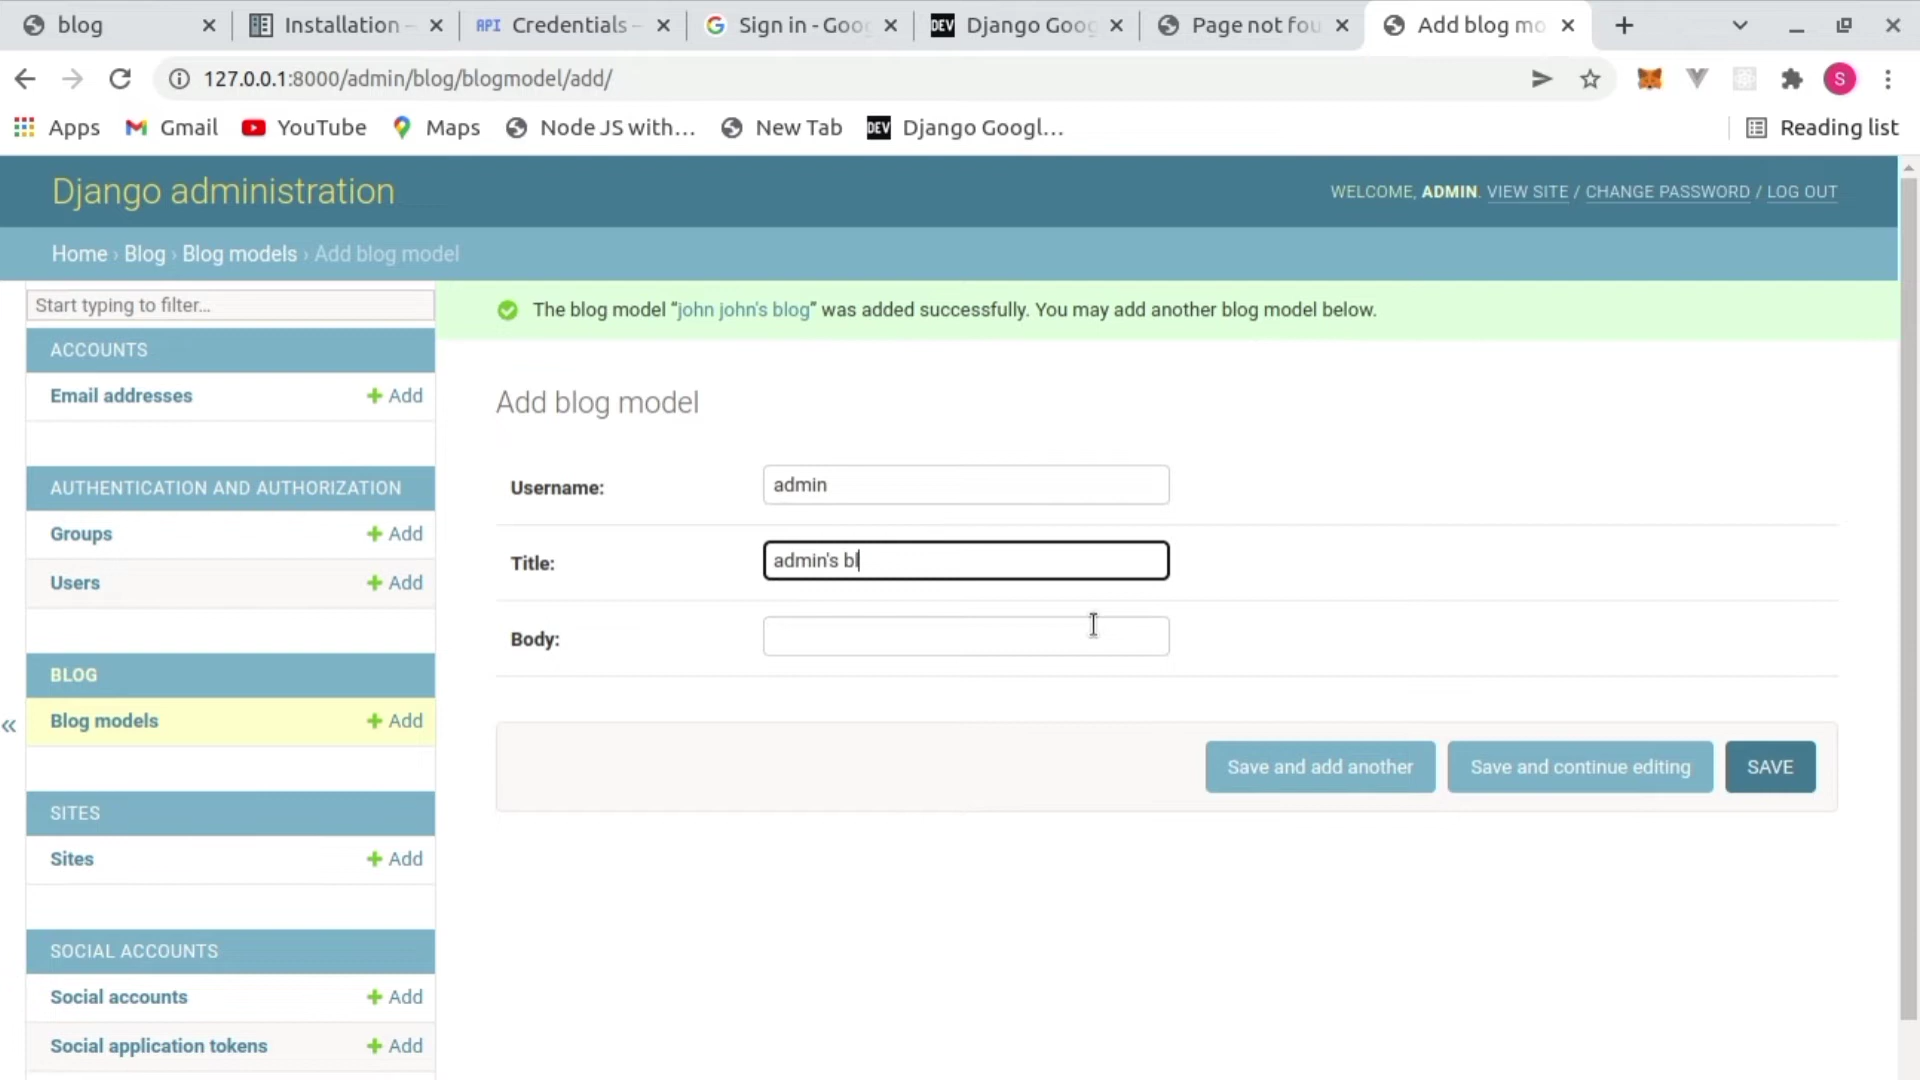 blog
Installation –
API Credentials –
G Sign in - Goog
DEV Django Goog
Page not fou
Add blog mo
127.0.0.1:8000/admin/blog/blogmodel/add/
S
Apps
Gmail
YouTube
Maps
Node JS with...
New Tab
DEV Django Googl...
Reading list
Django administration
WELCOME, ADMIN. VIEW SITE / CHANGE PASSWORD / LOG OUT
Home › Blog › Blog models › Add blog model
Start typing to filter...
ACCOUNTS
Email addresses + Add
AUTHENTICATION AND AUTHORIZATION
Groups + Add
Users + Add
BLOG
Blog models + Add
«
SITES
Sites + Add
SOCIAL ACCOUNTS
Social accounts + Add
Social application tokens + Add
The blog model “john john's blog” was added successfully. You may add another blog model below.
Add blog model
Username: admin
Title: admin's bl
Body:
Save and add another
Save and continue editing
SAVE